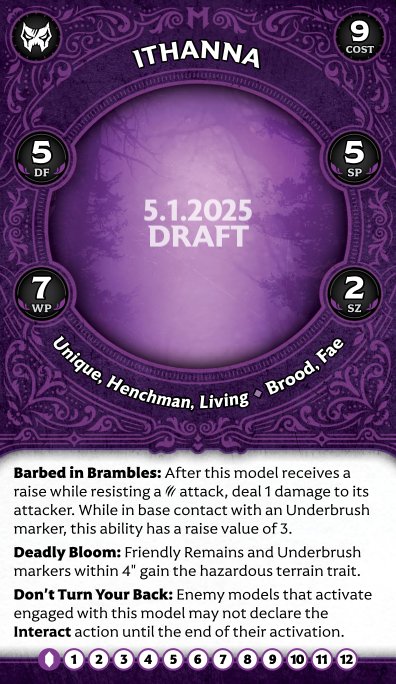 ITHANNA
9
COST
5
DF
5
SP
5.1.2025
DRAFT
7
WP
2
SZ
Unique, Henchman, Living ◆ Brood, Fae
Barbed in Brambles: After this model receives a
raise while resisting a attack, deal 1 damage to its
attacker. While in base contact with an Underbrush
marker, this ability has a raise value of 3.
Deadly Bloom: Friendly Remains and Underbrush
markers within 4" gain the hazardous terrain trait.
Don't Turn Your Back: Enemy models that activate
engaged with this model may not declare the
Interact action until the end of their activation.
1 2 3 4 5 6 7 8 9 10 11 12